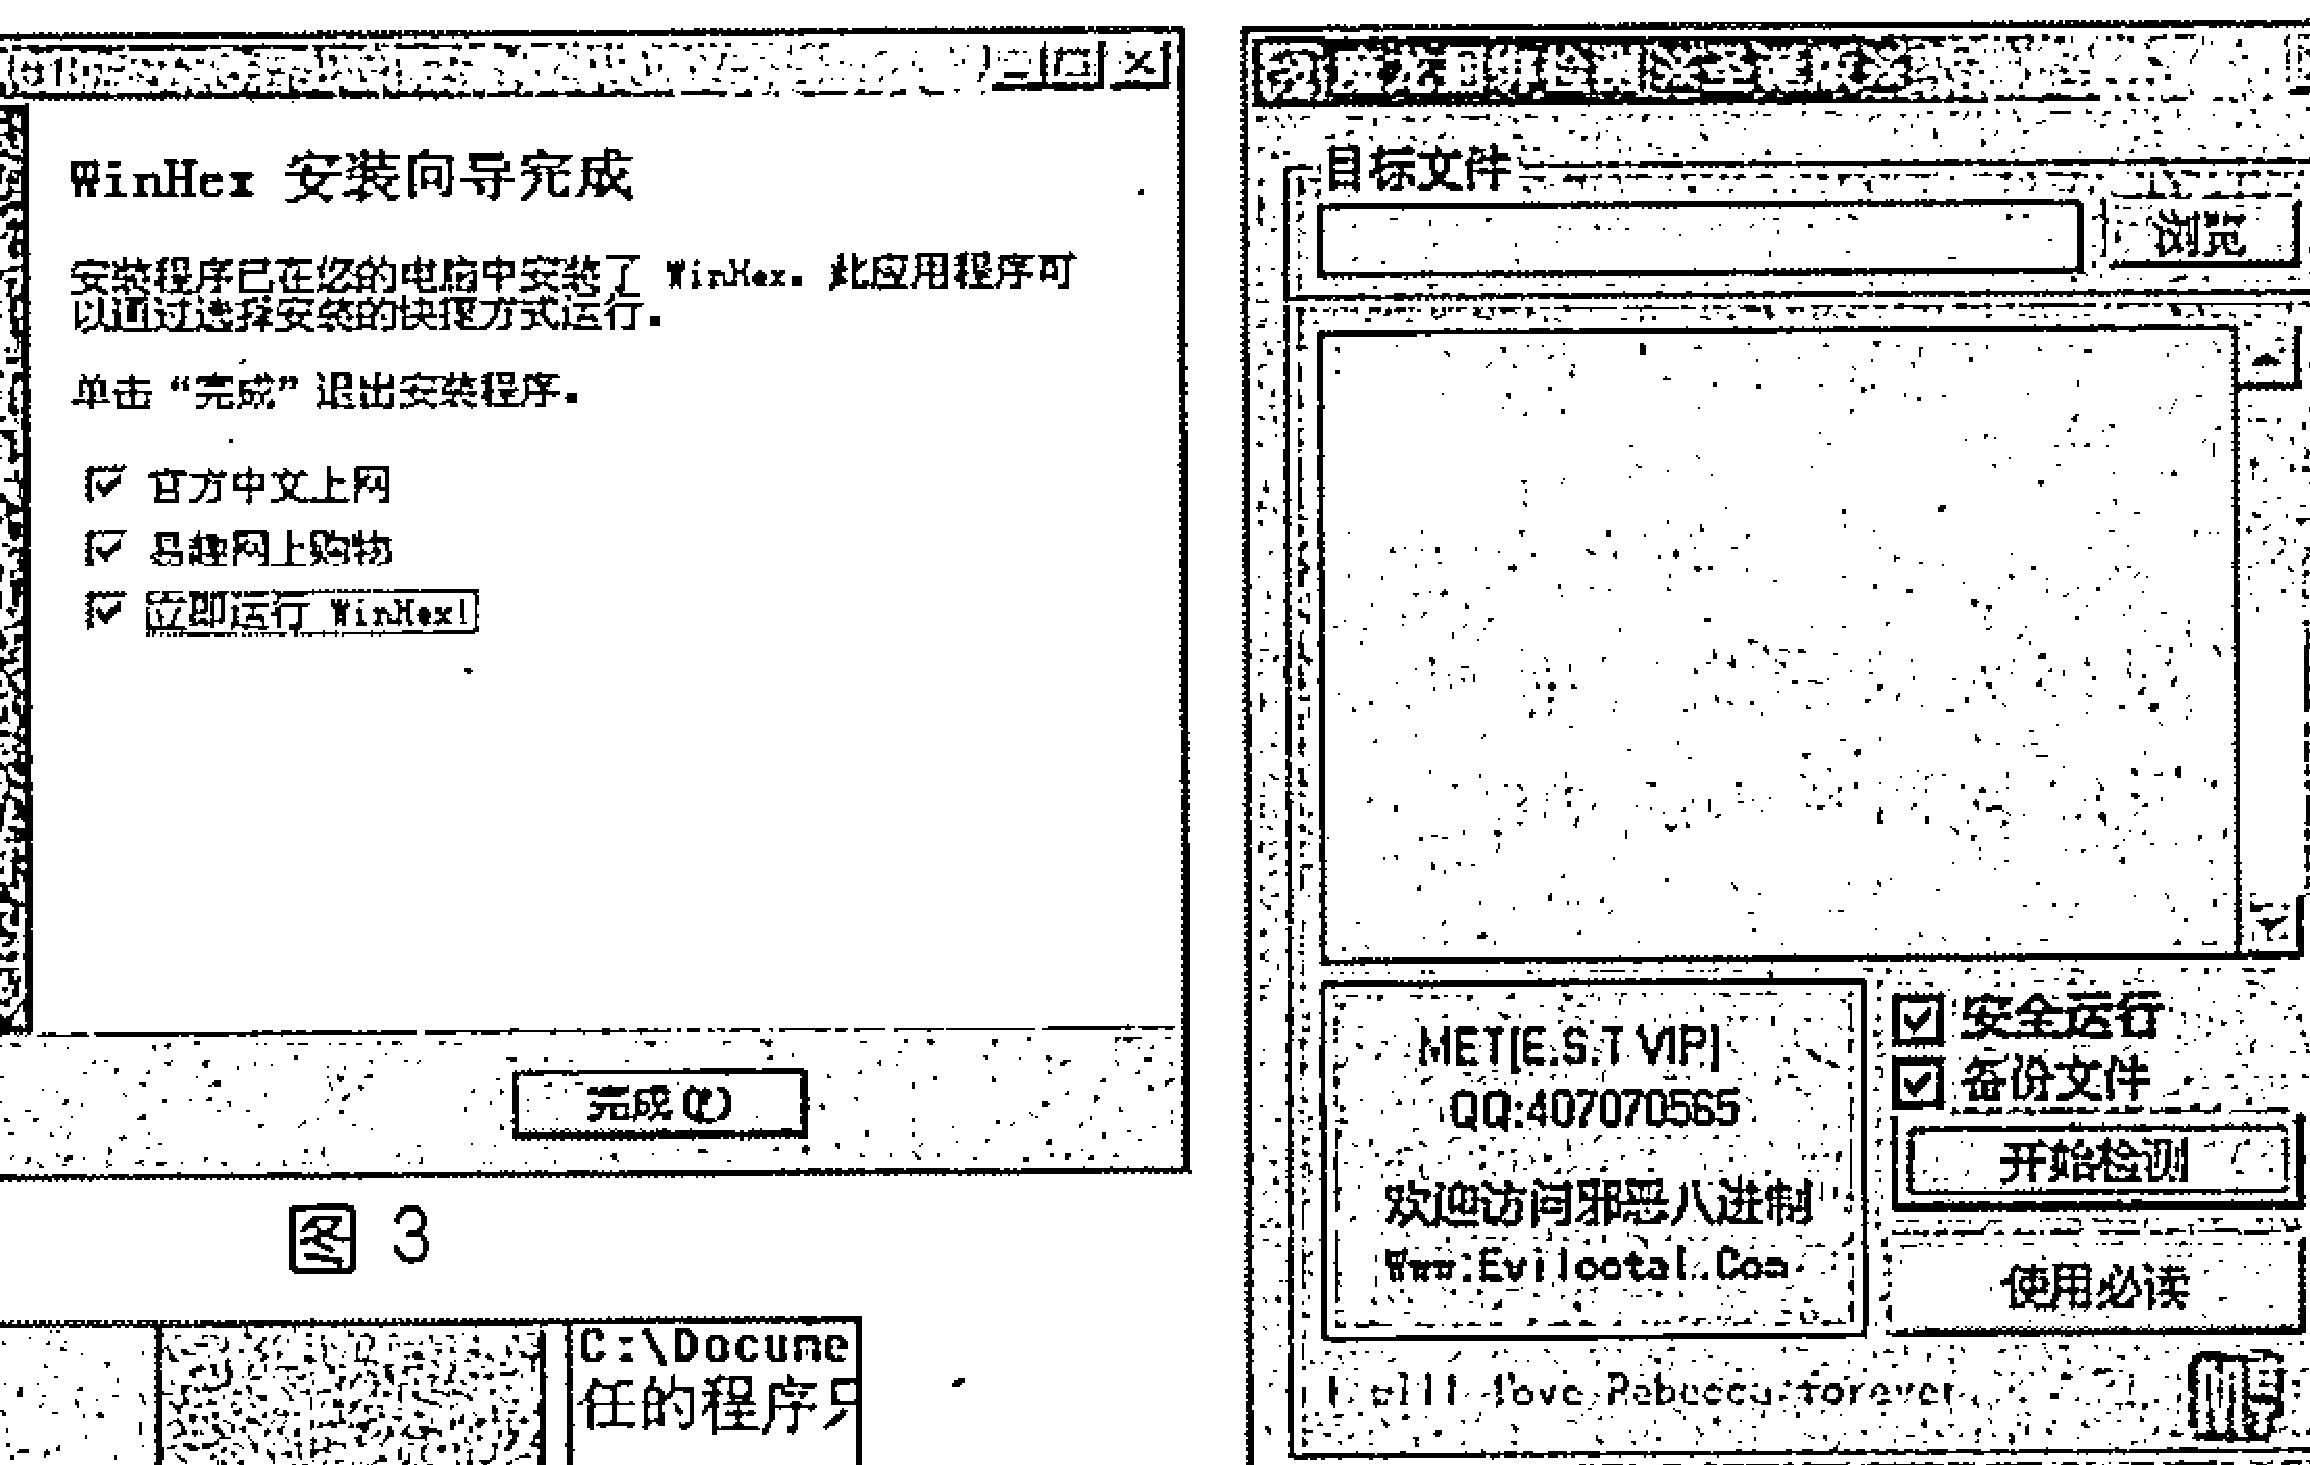 WinHex 安装向导完成
安装程序已在您的电脑中安装了 WinHex. 此应用程序可
以通过选择安装的快捷方式运行.
单击“完成”退出安装程序.
官方中文上网
易趣网上购物
立即运行 WinHex!
完成(F)
图 3
C:\Docume
任的程序只
目标文件
浏览
MET[E.S.T VIP]
QQ:407070565
欢迎访问邪恶八进制
Www.Eviloctal.Com
安全运行
备份文件
开始检测
使用必读
love Rebecca forever